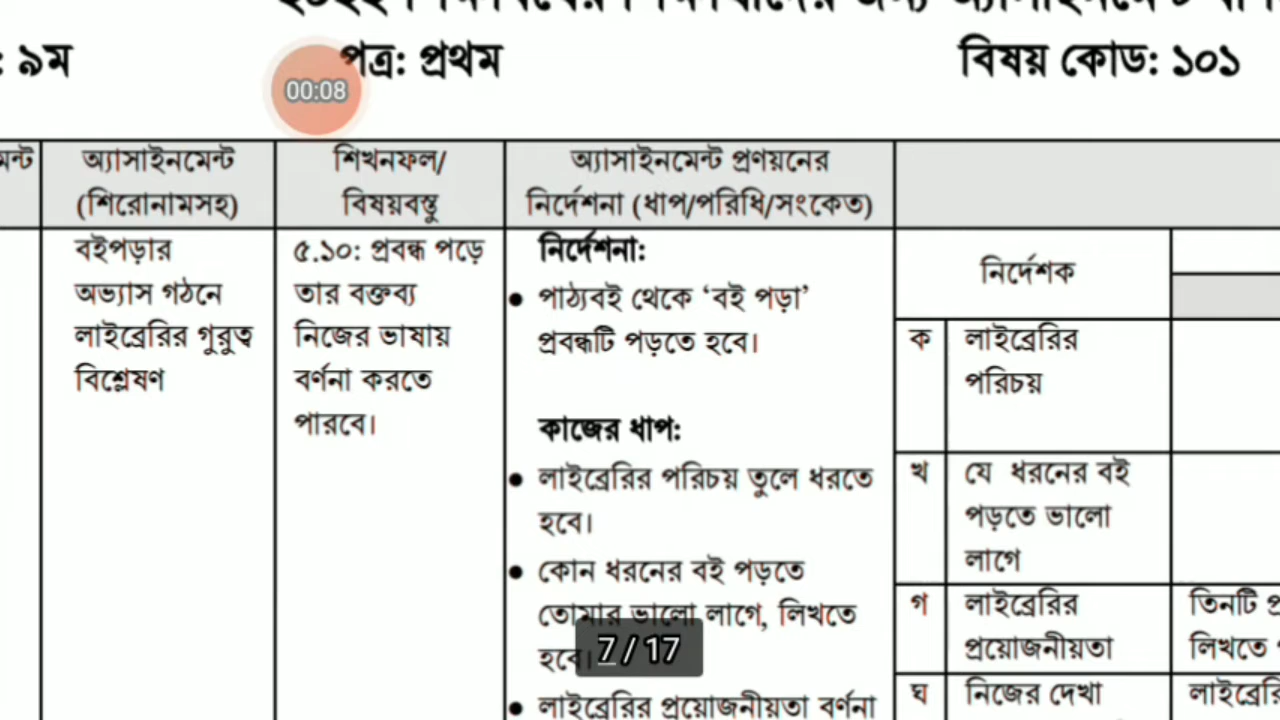 : ৯ম
পত্র: প্রথম
বিষয় কোড: ১০১
00:08
অ্যাসাইনমেন্ট
(শিরোনামসহ)
শিখনফল/
বিষয়বস্তু
অ্যাসাইনমেন্ট প্রণয়নের
নির্দেশনা (ধাপ/পরিধি/সংকেত)
বইপড়ার
অভ্যাস গঠনে
লাইব্রেরির গুরুত্ব
বিশ্লেষণ
৫.১০: প্রবন্ধ পড়ে
তার বক্তব্য
নিজের ভাষায়
বর্ণনা করতে
পারবে।
নির্দেশনা:
● পাঠ্যবই থেকে ‘বই পড়া’
প্রবন্ধটি পড়তে হবে।
কাজের ধাপ:
● লাইব্রেরির পরিচয় তুলে ধরতে
হবে।
● কোন ধরনের বই পড়তে
তোমার ভালো লাগে, লিখতে
হবে।
● লাইব্রেরির প্রয়োজনীয়তা বর্ণনা
7 / 17
নির্দেশক
ক লাইব্রেরির
পরিচয়
খ যে ধরনের বই
পড়তে ভালো
লাগে
গ লাইব্রেরির
প্রয়োজনীয়তা
তিনটি
লিখতে
ঘ নিজের দেখা